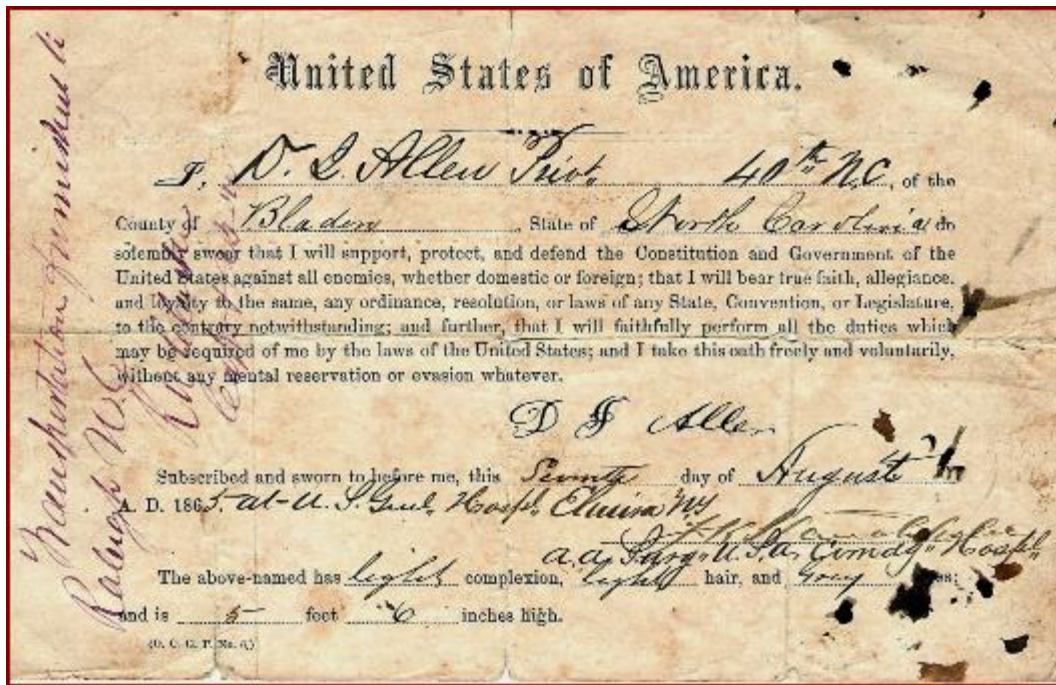 United States of America.
I, D. J. Allen Privt. 40th N.C., of the
County of Bladen, State of North Carolina do
solemnly swear that I will support, protect, and defend the Constitution and Government of the
United States against all enemies, whether domestic or foreign; that I will bear true faith, allegiance,
and loyalty to the same, any ordinance, resolution, or laws of any State, Convention, or Legislature,
to the contrary notwithstanding; and further, that I will faithfully perform all the duties which
may be required of me by the laws of the United States; and I take this oath freely and voluntarily,
without any mental reservation or evasion whatever.
D J Allen
Subscribed and sworn to before me, this day of August
A. D. 1865. at U. S. Genl. Hospl. Elmira NY
a.a. Surg. U.S.A. Comdg. Hospl.
The above-named has light complexion, light hair, and Grey eyes;
and is 5 feet 6 inches high.
Transportation furnished to
Raleigh N.C.